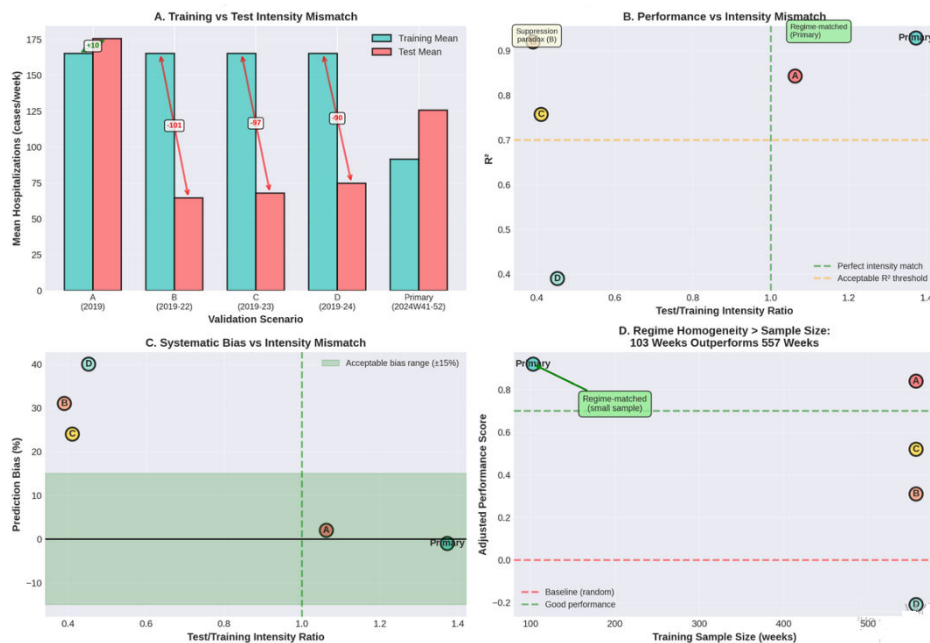 A. Training vs Test Intensity Mismatch
Mean Hospitalizations (cases/week)
175
150
125
100
75
50
25
0
+10
-101
-97
-90
Training Mean
Test Mean
A
(2019)
B
(2019-22)
C
(2019-23)
D
(2019-24)
Primary
(2024W41-52)
Validation Scenario
B. Performance vs Intensity Mismatch
R²
0.9
0.8
0.7
0.6
0.5
0.4
Suppression
paradox (B)
Regime-matched
(Primary)
Primary
A
C
D
Perfect intensity match
Acceptable R² threshold
0.4
0.6
0.8
1.0
1.2
1.4
Test/Training Intensity Ratio
C. Systematic Bias vs Intensity Mismatch
Prediction Bias (%)
40
30
20
10
0
−10
D
B
C
A
Primary
Acceptable bias range (±15%)
0.4
0.6
0.8
1.0
1.2
1.4
Test/Training Intensity Ratio
D. Regime Homogeneity > Sample Size:
103 Weeks Outperforms 557 Weeks
Adjusted Performance Score
0.8
0.6
0.4
0.2
0.0
−0.2
Primary
Regime-matched
(small sample)
A
C
B
D
Baseline (random)
Good performance
100
200
300
400
500
Training Sample Size (weeks)